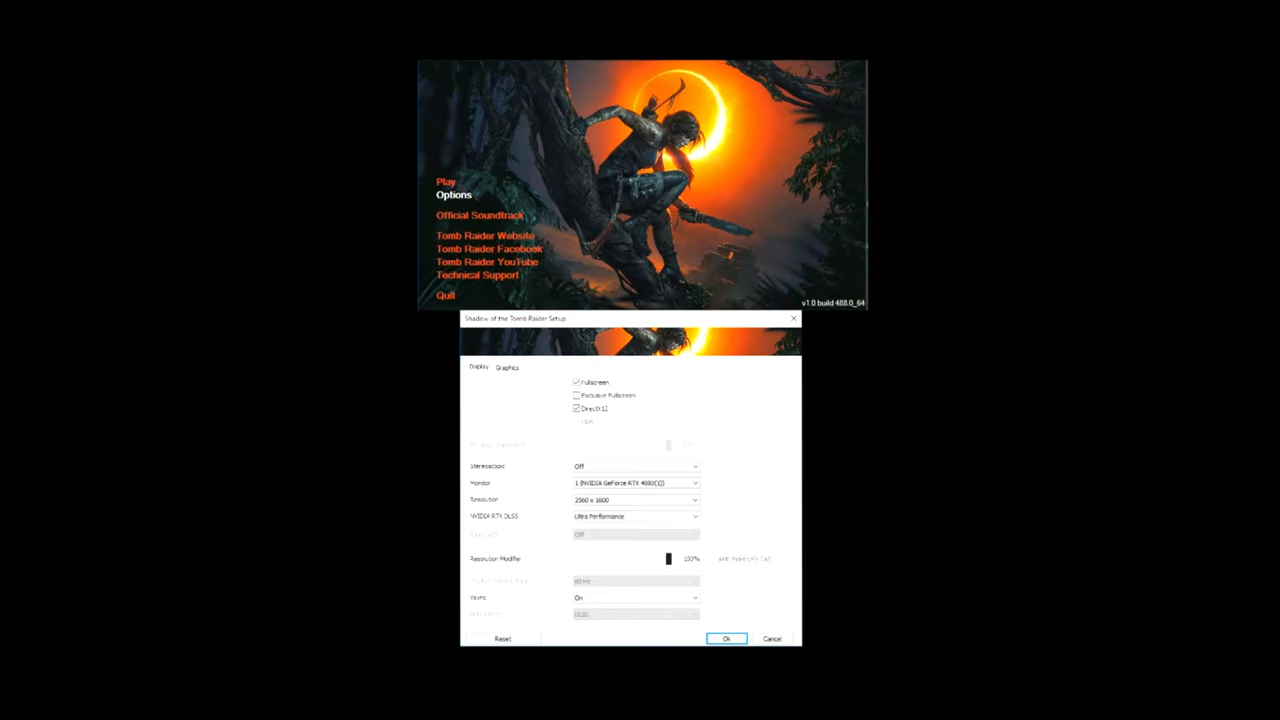 Play
Options
Official Soundtrack
Tomb Raider Website
Tomb Raider Facebook
Tomb Raider YouTube
Technical Support
Quit
v1.0 build 488.0_64
Shadow of the Tomb Raider Setup
Display Graphics
Fullscreen
Exclusive Fullscreen
DirectX 12
HDR
Stereoscopic Off
Monitor 1 (NVIDIA GeForce RTX 4080(1))
Resolution 2560 x 1600
NVIDIA RTX DLSS Ultra Performance
Off
Resolution Modifier 100%
60 Hz
Vsync On
DLSS
Reset Ok Cancel